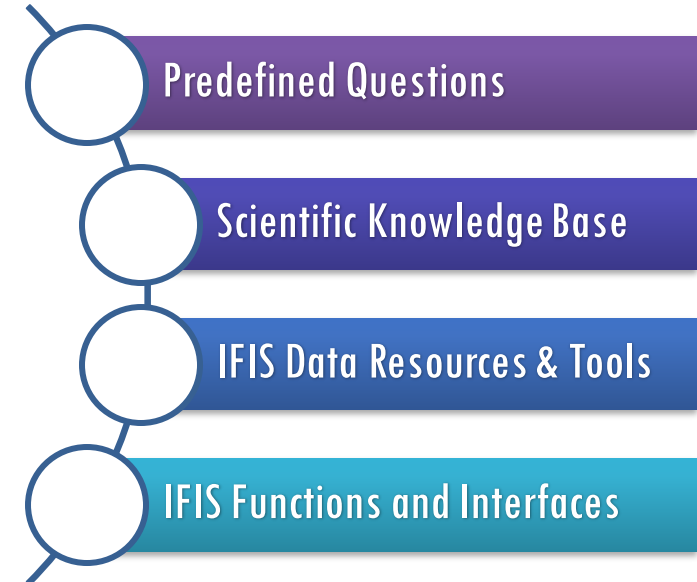 Predefined Questions
Scientific Knowledge Base
IFIS Data Resources & Tools
IFIS Functions and Interfaces